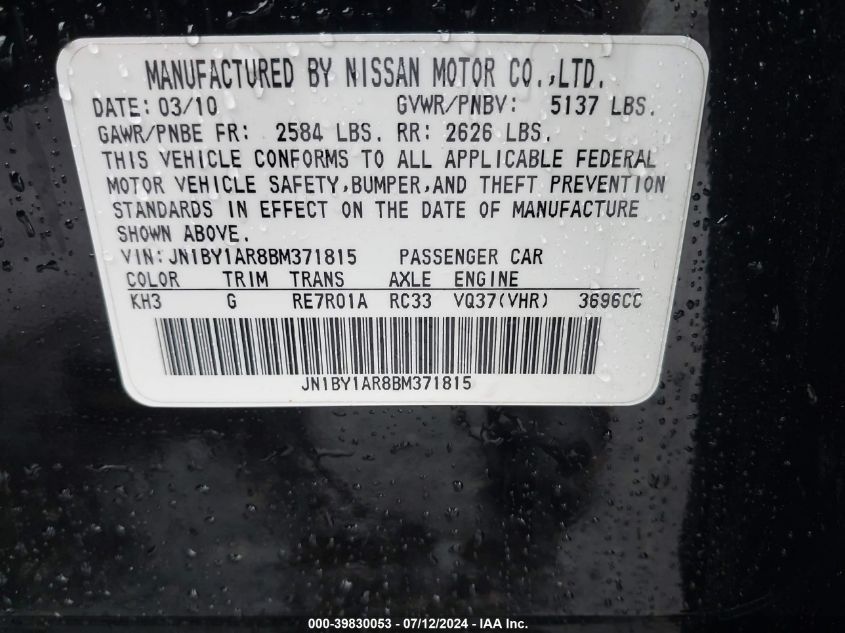 MANUFACTURED BY NISSAN MOTOR CO.,LTD.
DATE: 03/10 GVWR/PNBV: 5137 LBS.
GAWR/PNBE FR: 2584 LBS. RR: 2626 LBS.
THIS VEHICLE CONFORMS TO ALL APPLICABLE FEDERAL
MOTOR VEHICLE SAFETY,BUMPER,AND THEFT PREVENTION
STANDARDS IN EFFECT ON THE DATE OF MANUFACTURE
SHOWN ABOVE.
VIN:JN1BY1AR8BM371815 PASSENGER CAR
COLOR TRIM TRANS AXLE ENGINE
KH3 G RE7R01A RC33 VQ37(VHR) 3696CC
JN1BY1AR8BM371815
000-39830053 - 07/12/2024 - IAA Inc.